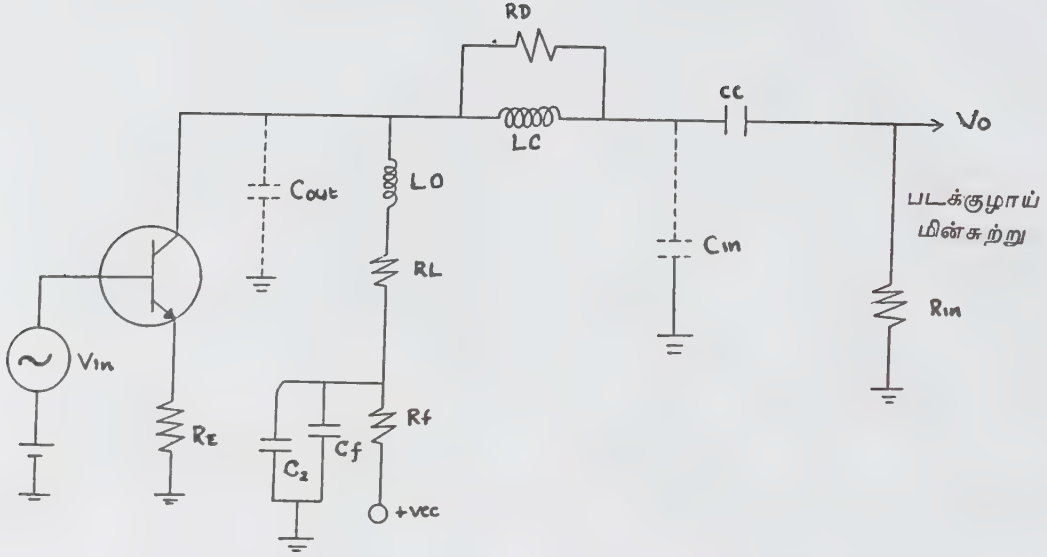 RD
CC
Vo
LC
Cout
LO
படக்குழாய்
மின்சுற்று
Cin
RL
Rin
Vin
Rf
RE
C2
Cf
+vcc